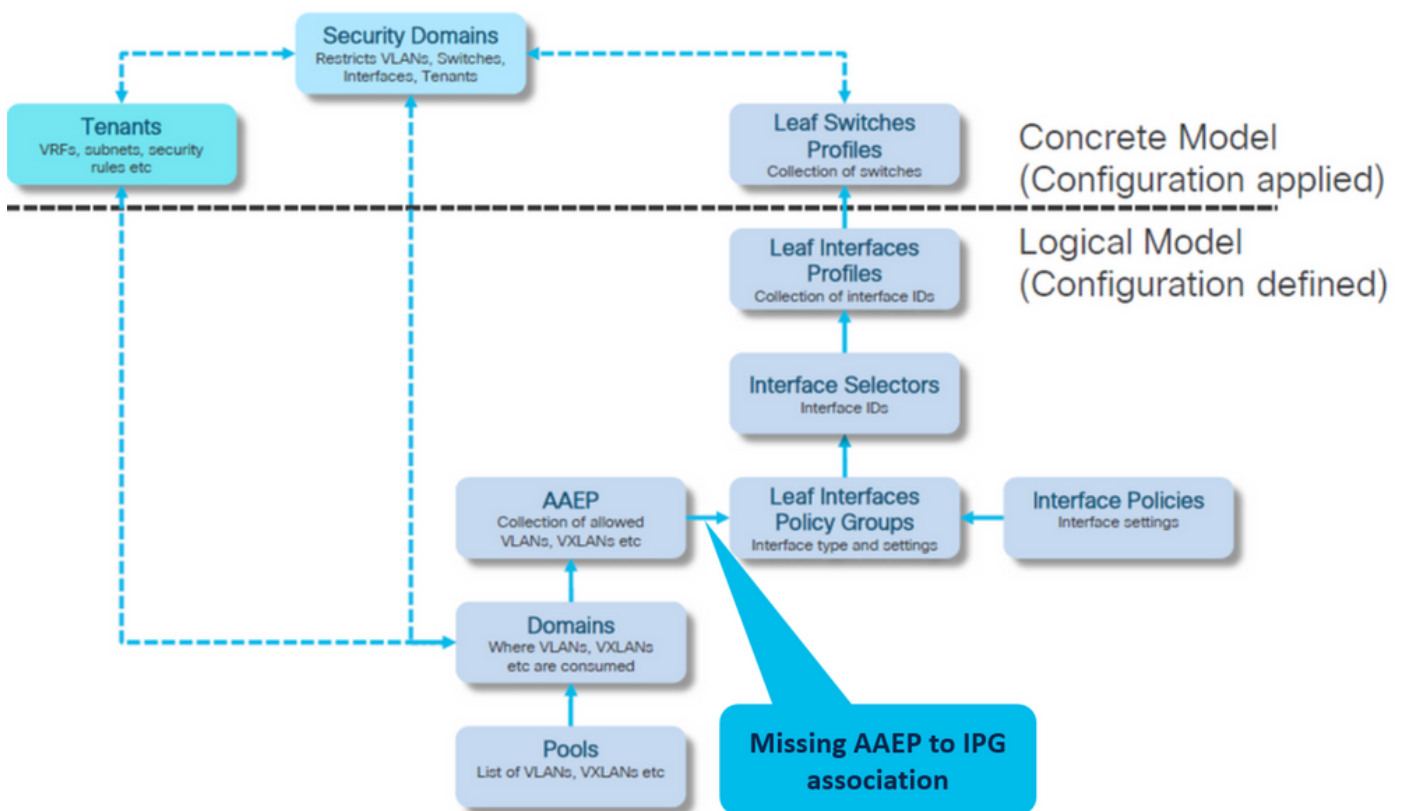 Security Domains
Restricts VLANs, Switches,
Interfaces, Tenants
Tenants
VRFs, subnets, security
rules etc
Leaf Switches
Profiles
Collection of switches
Concrete Model
(Configuration applied)
Logical Model
(Configuration defined)
Leaf Interfaces
Profiles
Collection of interface IDs
Interface Selectors
Interface IDs
AAEP
Collection of allowed
VLANs, VXLANs etc
Leaf Interfaces
Policy Groups
Interface type and settings
Interface Policies
Interface settings
Domains
Where VLANs, VXLANs
etc are consumed
Pools
List of VLANs, VXLANs etc
Missing AAEP to IPG
association